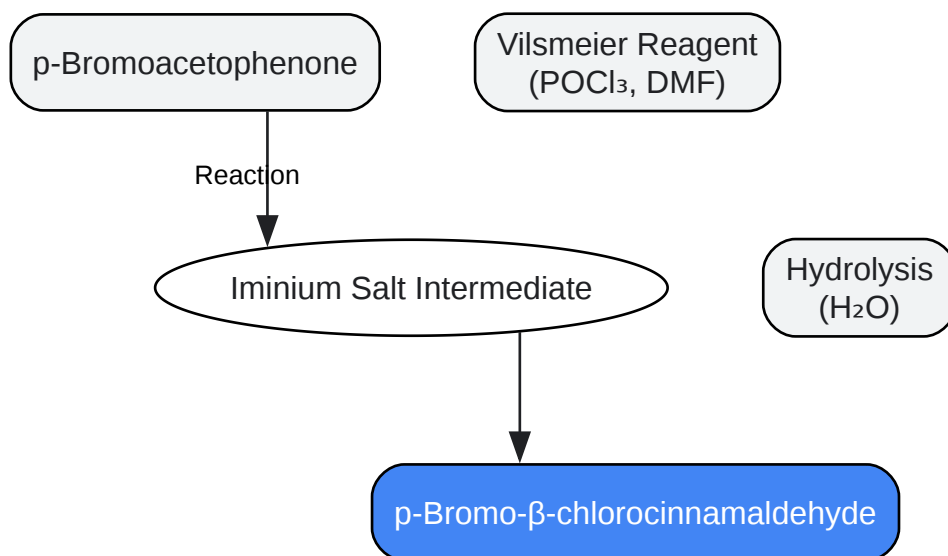 p-Bromoacetophenone
Vilsmeier Reagent
(POCl₃, DMF)
Reaction
Iminium Salt Intermediate
Hydrolysis
(H₂O)
p-Bromo-β-chlorocinnamaldehyde